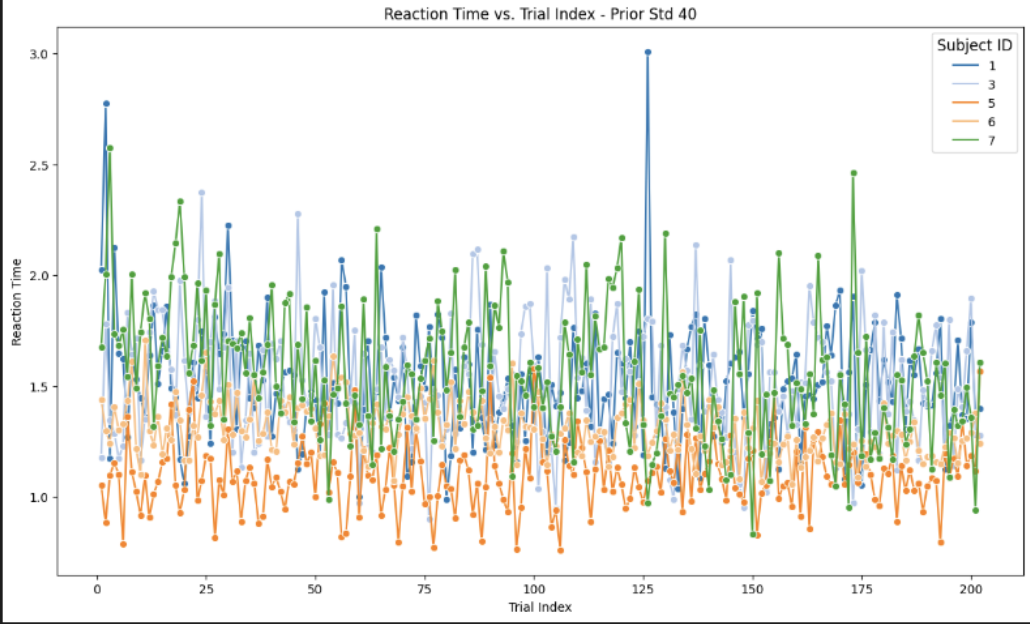 Reaction Time vs. Trial Index - Prior Std 40
Subject ID
1
3
5
6
7
3.0
2.5
2.0
1.5
1.0
Reaction Time
0 25 50 75 100 125 150 175 200
Trial Index